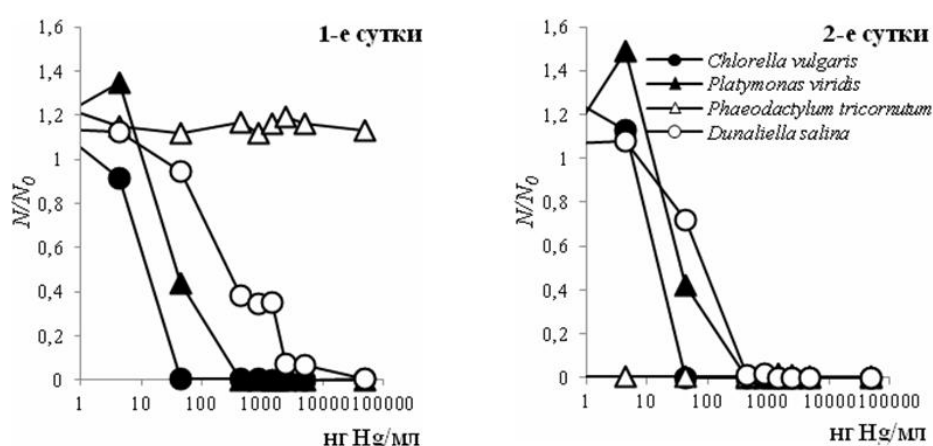 1-е сутки
N/N0
1,6
1,4
1,2
1
0,8
0,6
0,4
0,2
0
1 10 100 1000 10000 100000
нг Hg/мл
2-е сутки
Chlorella vulgaris
Platymonas viridis
Phaeodactylum tricornutum
Dunaliella salina
N/N0
1,6
1,4
1,2
1
0,8
0,6
0,4
0,2
0
1 10 100 1000 10000 100000
нг Hg/мл